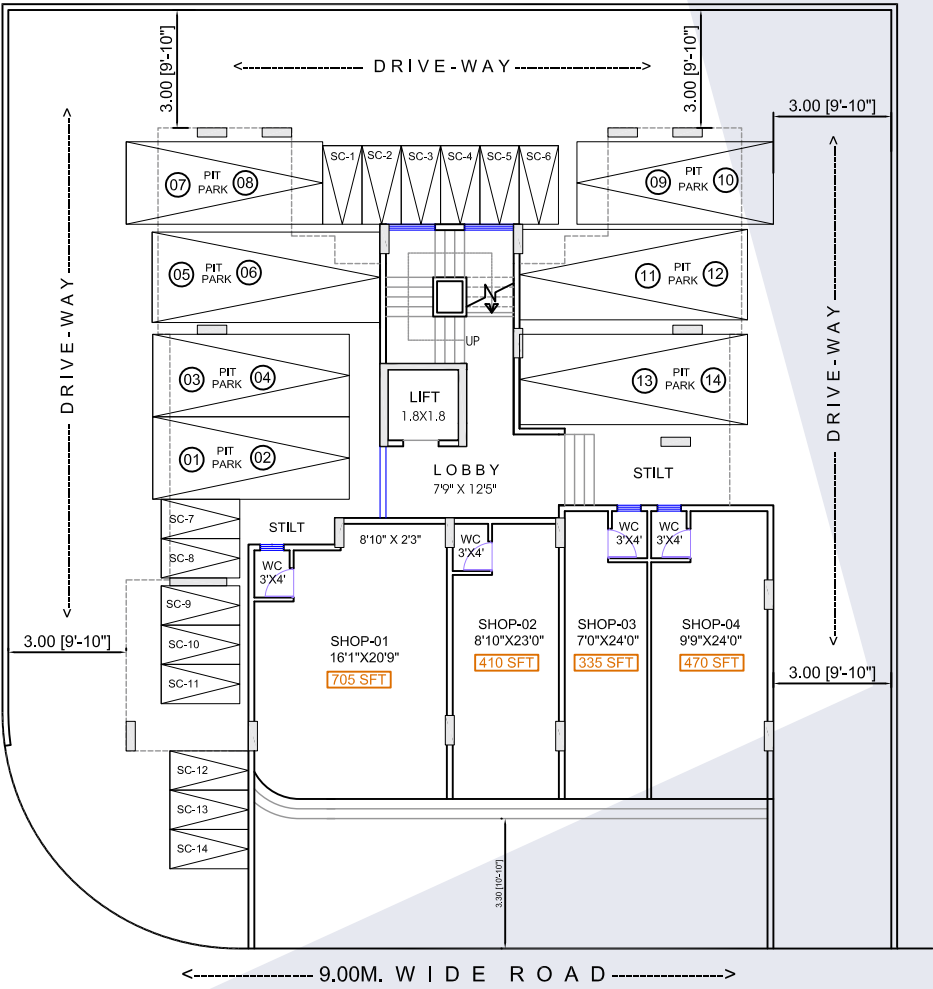 3.00 [9'-10"]
<-------------- DRIVE-WAY -------------->
3.00 [9'-10"]
3.00 [9'-10"]
SC-1
SC-2
SC-3
SC-4
SC-5
SC-6
07 PIT PARK 08
09 PIT PARK 10
05 PIT PARK 06
11 PIT PARK 12
DRIVE-WAY
DRIVE-WAY
UP
03 PIT PARK 04
13 PIT PARK 14
LIFT
1.8X1.8
01 PIT PARK 02
LOBBY
7'9" X 12'5"
STILT
SC-7
STILT
SC-8
8'10" X 2'3"
WC
3'X4'
WC
3'X4'
WC
3'X4'
WC
3'X4'
SC-9
SC-10
SC-11
3.00 [9'-10"]
SHOP-01
16'1"X20'9"
705 SFT
SHOP-02
8'10"X23'0"
410 SFT
SHOP-03
7'0"X24'0"
335 SFT
SHOP-04
9'9"X24'0"
470 SFT
3.00 [9'-10"]
SC-12
SC-13
SC-14
3.30 [10'-10"]
<-------------- 9.00M. WIDE ROAD -------------->